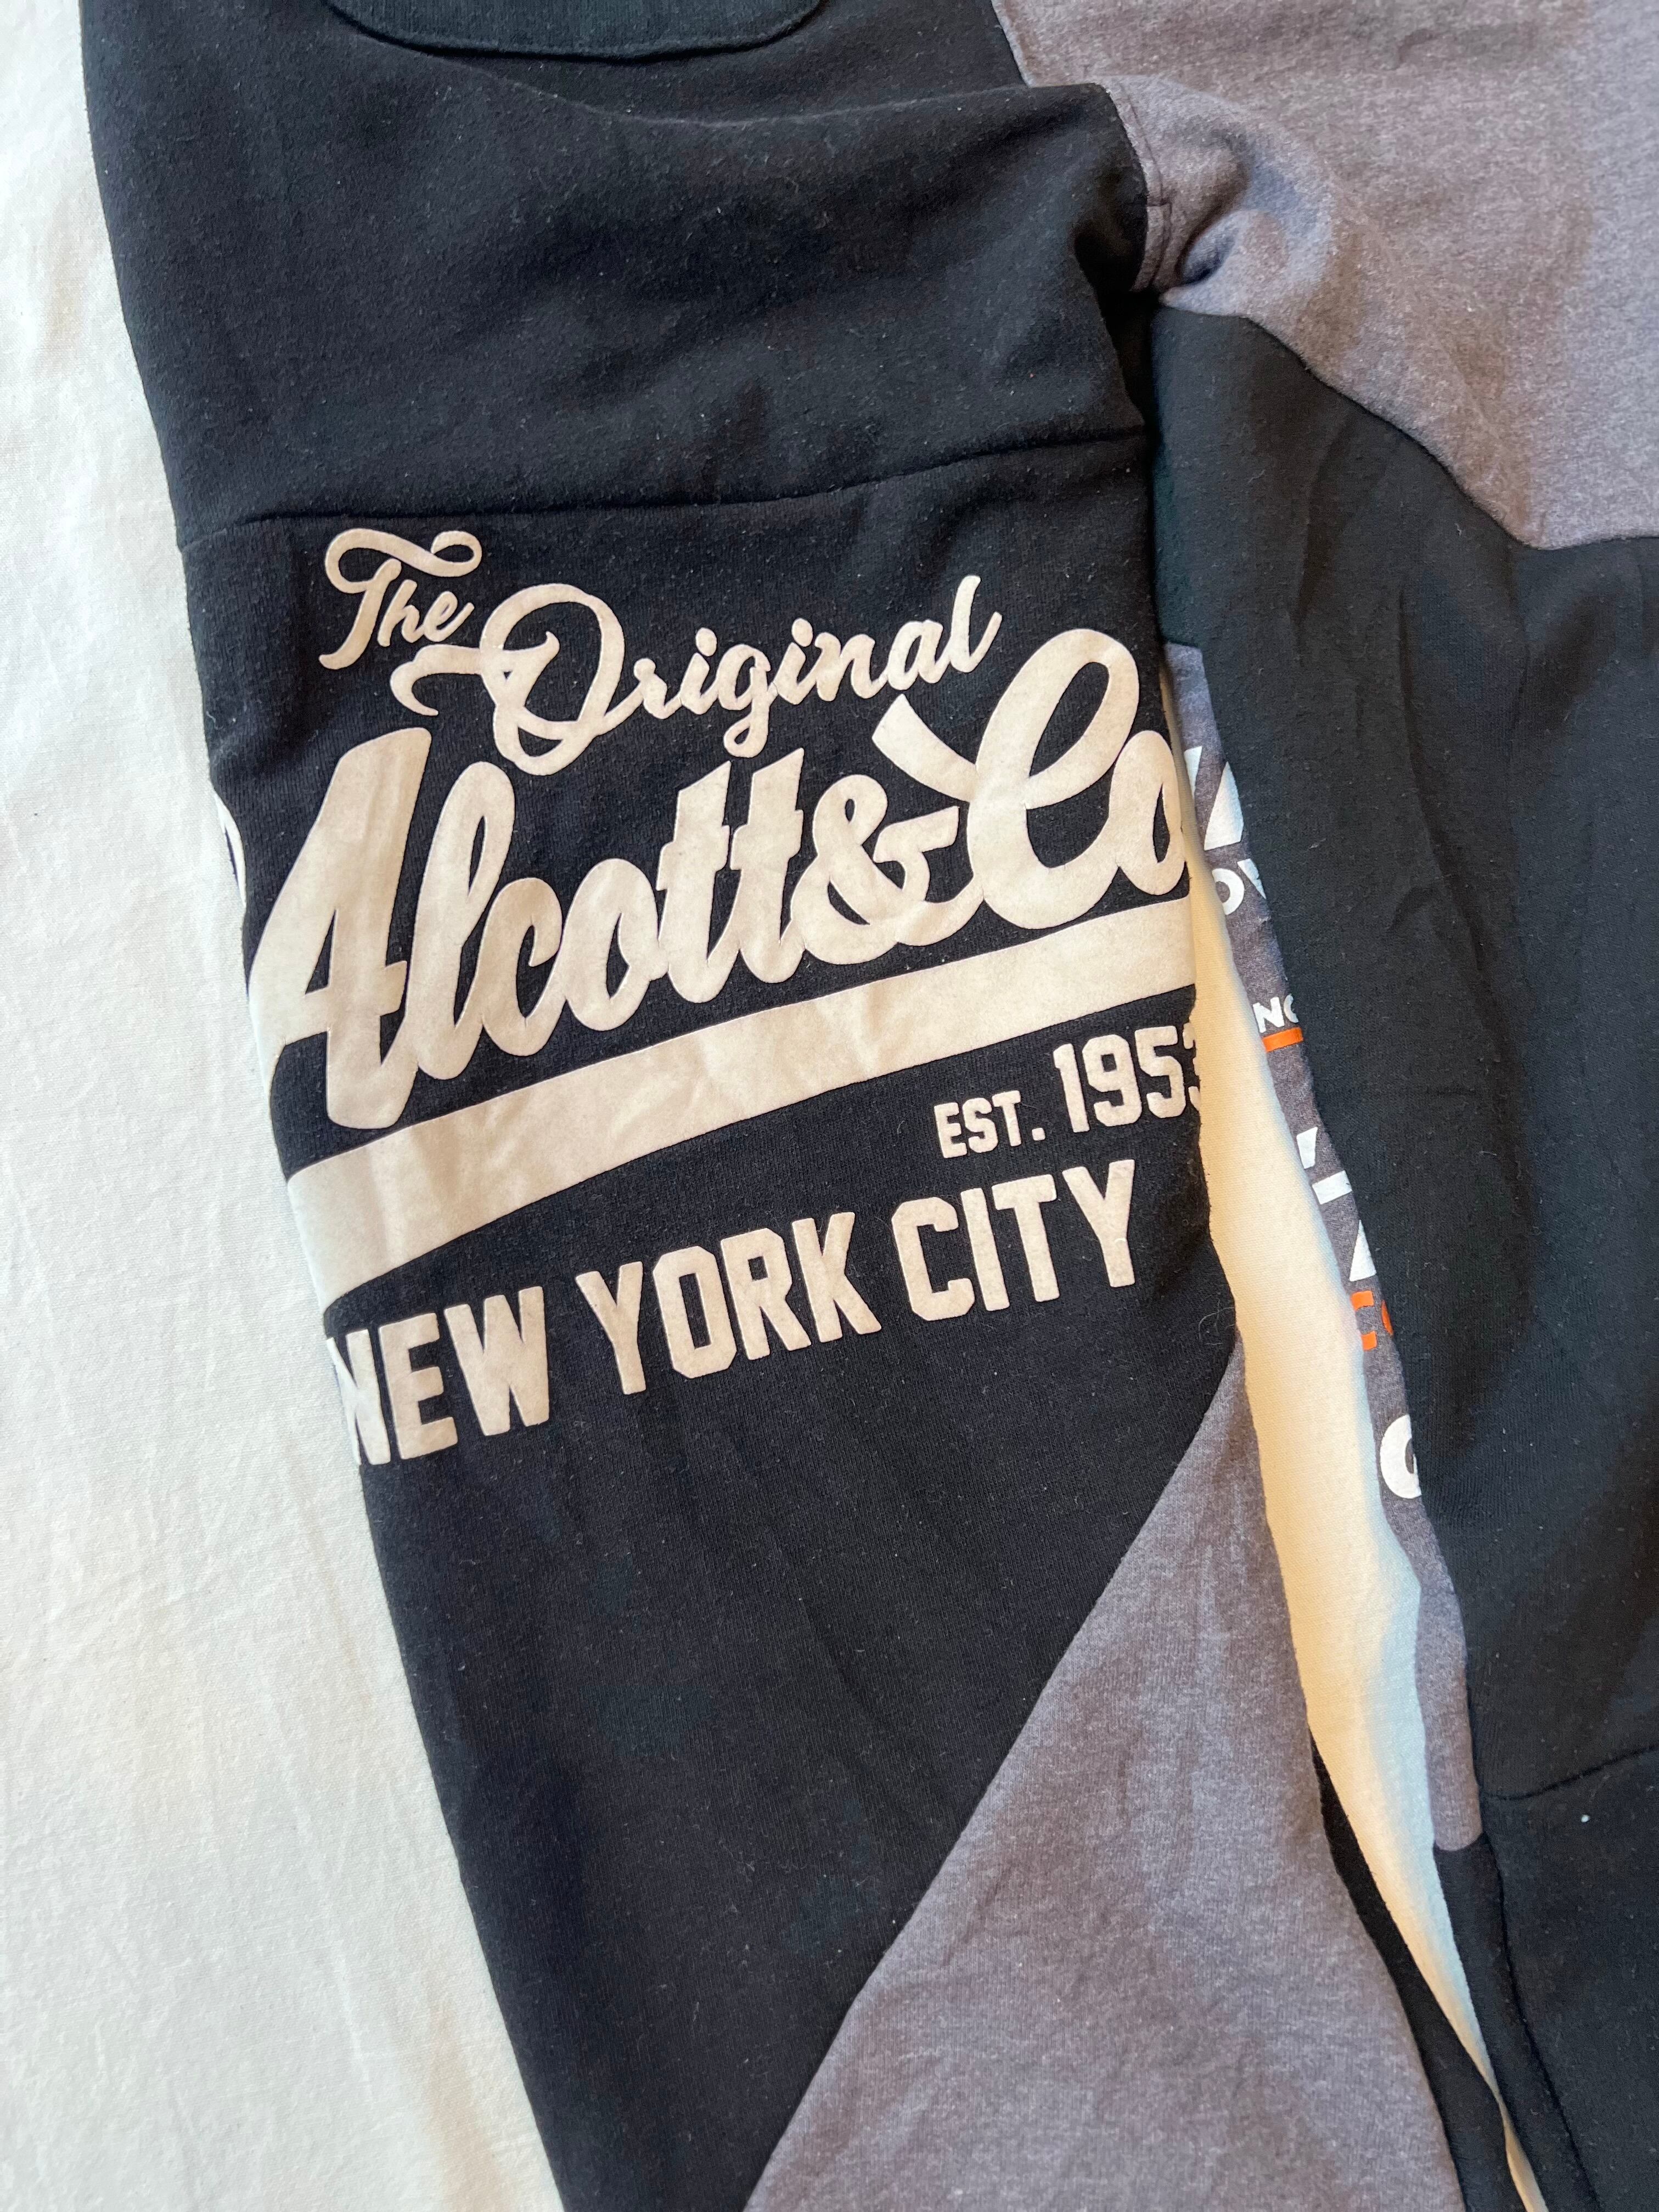 The Original
Alcott & Co
EST. 1953
NEW YORK CITY